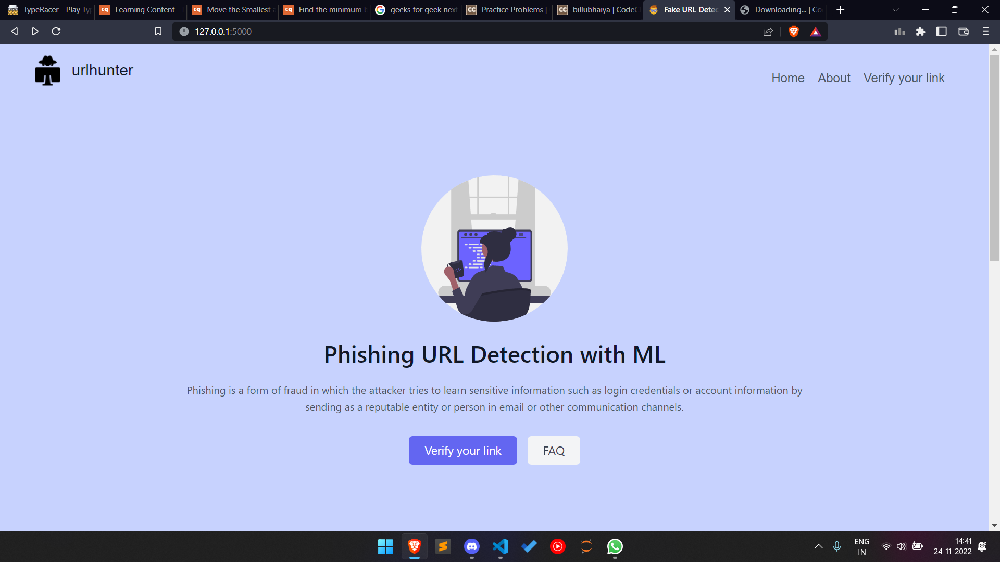 TypeRacer - Play Ty
Learning Content -
Move the Smallest a
Find the minimum
geeks for geek next
Practice Problems |
billubhaiya | CodeC
Fake URL Detec
Downloading... | Co
127.0.0.1:5000
urlhunter
Home About Verify your link
Phishing URL Detection with ML
Phishing is a form of fraud in which the attacker tries to learn sensitive information such as login credentials or account information by
sending as a reputable entity or person in email or other communication channels.
Verify your link FAQ
ENG
IN
14:41
24-11-2022